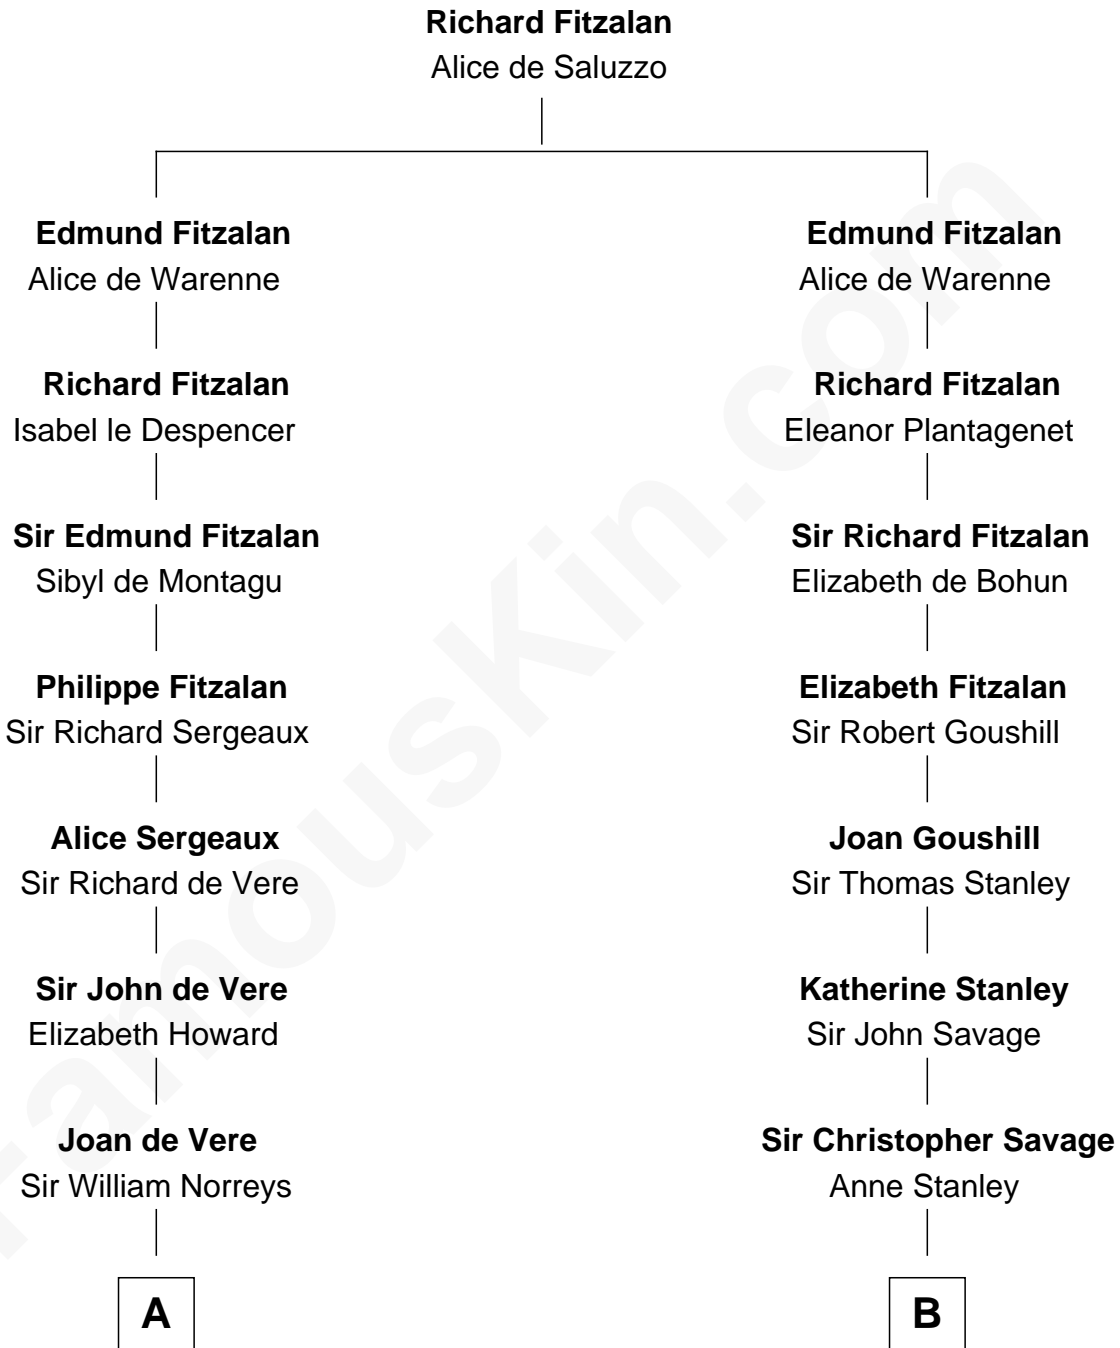 Richard Fitzalan
Alice de Saluzzo
Edmund Fitzalan
Alice de Warenne
Richard Fitzalan
Isabel le Despencer
Sir Edmund Fitzalan
Sibyl de Montagu
Philippe Fitzalan
Sir Richard Sergeaux
Alice Sergeaux
Sir Richard de Vere
Sir John de Vere
Elizabeth Howard
Joan de Vere
Sir William Norreys
A
Edmund Fitzalan
Alice de Warenne
Richard Fitzalan
Eleanor Plantagenet
Sir Richard Fitzalan
Elizabeth de Bohun
Elizabeth Fitzalan
Sir Robert Goushill
Joan Goushill
Sir Thomas Stanley
Katherine Stanley
Sir John Savage
Sir Christopher Savage
Anne Stanley
B
FamousKin.com